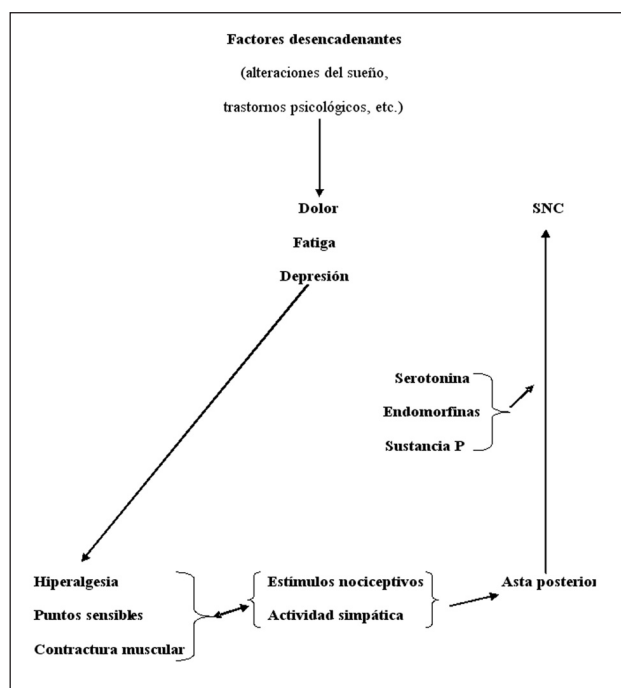 Factores desencadenantes
(alteraciones del sueño,
trastornos psicológicos, etc.)
Dolor
Fatiga
Depresión
SNC
Serotonina
Endomorfinas
Sustancia P
Hiperalgesia
Puntos sensibles
Contractura muscular
Estímulos nociceptivos
Actividad simpática
Asta posterior